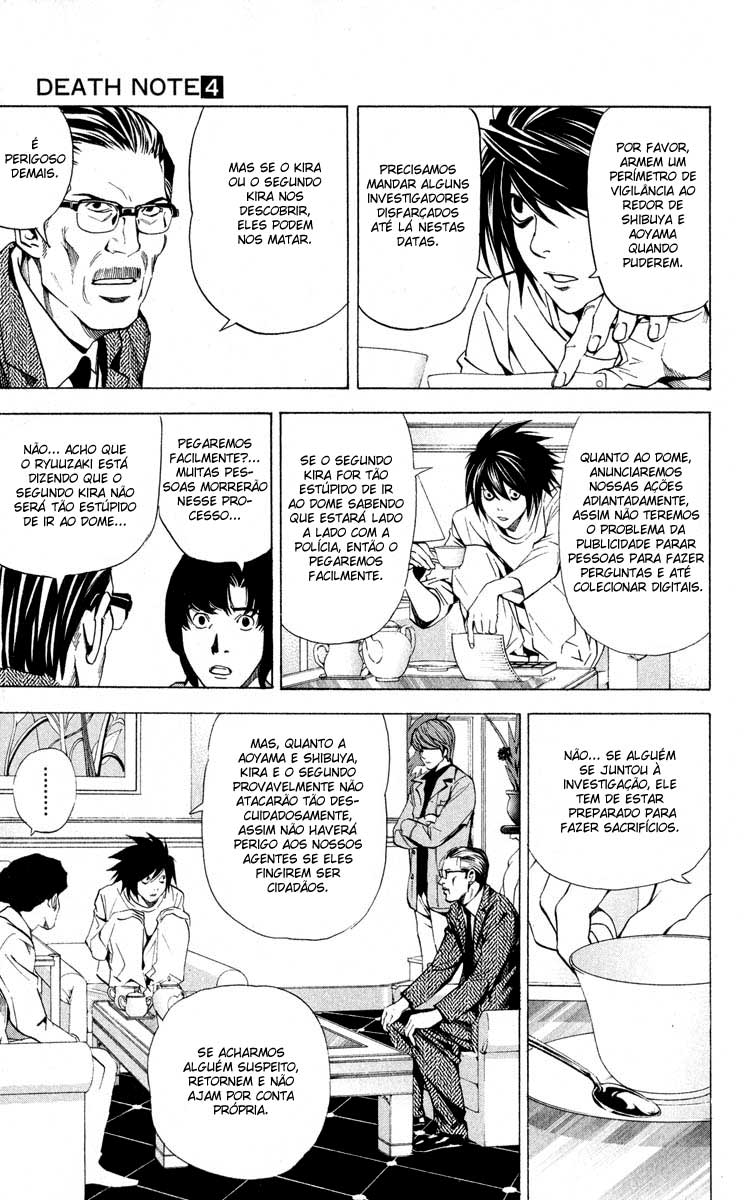 DEATH NOTE 4
POR FAVOR,
ARMEM UM
PERÍMETRO DE
VIGILÂNCIA AO
REDOR DE
SHIBUYA E
AOYAMA
QUANDO
PUDEREM.
PRECISAMOS
MANDAR ALGUNS
INVESTIGADORES
DISFARÇADOS
ATÉ LÁ NESTAS
DATAS.
MAS SE O KIRA
OU O SEGUNDO
KIRA NOS
DESCOBRIR,
ELES PODEM
NOS MATAR.
É
PERIGOSO
DEMAIS.
QUANTO AO DOME,
ANUNCIAREMOS
NOSSAS AÇÕES
ADIANTADAMENTE,
ASSIM NÃO TEREMOS
O PROBLEMA DA
PUBLICIDADE PARAR
PESSOAS PARA FAZER
PERGUNTAS E ATÉ
COLECIONAR DIGITAIS.
SE O SEGUNDO
KIRA FOR TÃO
ESTÚPIDO DE IR
AO DOME SABENDO
QUE ESTARÁ LADO
A LADO COM A
POLÍCIA, ENTÃO O
PEGAREMOS
FACILMENTE.
PEGAREMOS
FACILMENTE?...
MUITAS PES-
SOAS MORRERÃO
NESSE PRO-
CESSO...
NÃO... ACHO QUE
O RYUUZAKI ESTÁ
DIZENDO QUE O
SEGUNDO KIRA NÃO
SERÁ TÃO ESTÚPIDO
DE IR AO DOME...
NÃO... SE ALGUÉM
SE JUNTOU À
INVESTIGAÇÃO, ELE
TEM DE ESTAR
PREPARADO PARA
FAZER SACRIFÍCIOS.
MAS, QUANTO A
AOYAMA E SHIBUYA,
KIRA E O SEGUNDO
PROVAVELMENTE NÃO
ATACARÃO TÃO DES-
CUIDADOSAMENTE,
ASSIM NÃO HAVERÁ
PERIGO AOS NOSSOS
AGENTES SE ELES
FINGIREM SER
CIDADÃOS.
........
SE ACHARMOS
ALGUÉM SUSPEITO,
RETORNEM E NÃO
AJAM POR CONTA
PRÓPRIA.